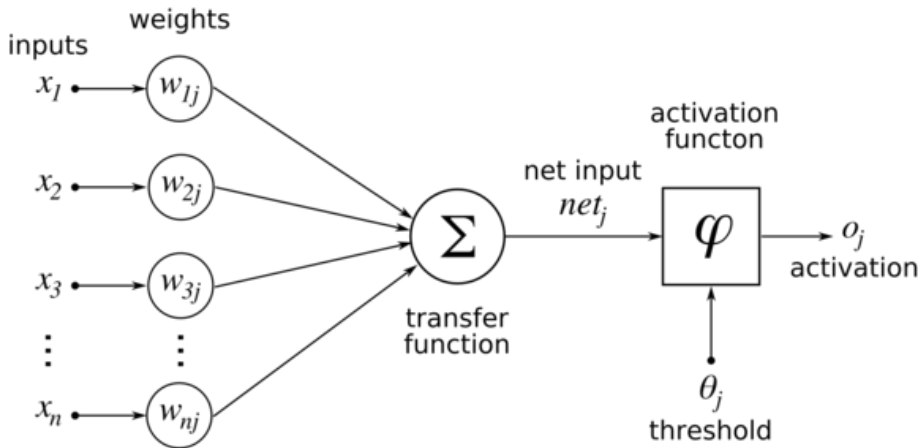 inputs
weights
x1
w1j
x2
w2j
x3
w3j
⋮
⋮
xn
wnj
Σ
transfer
function
net input
netj
activation
functon
φ
oj
activation
θj
threshold